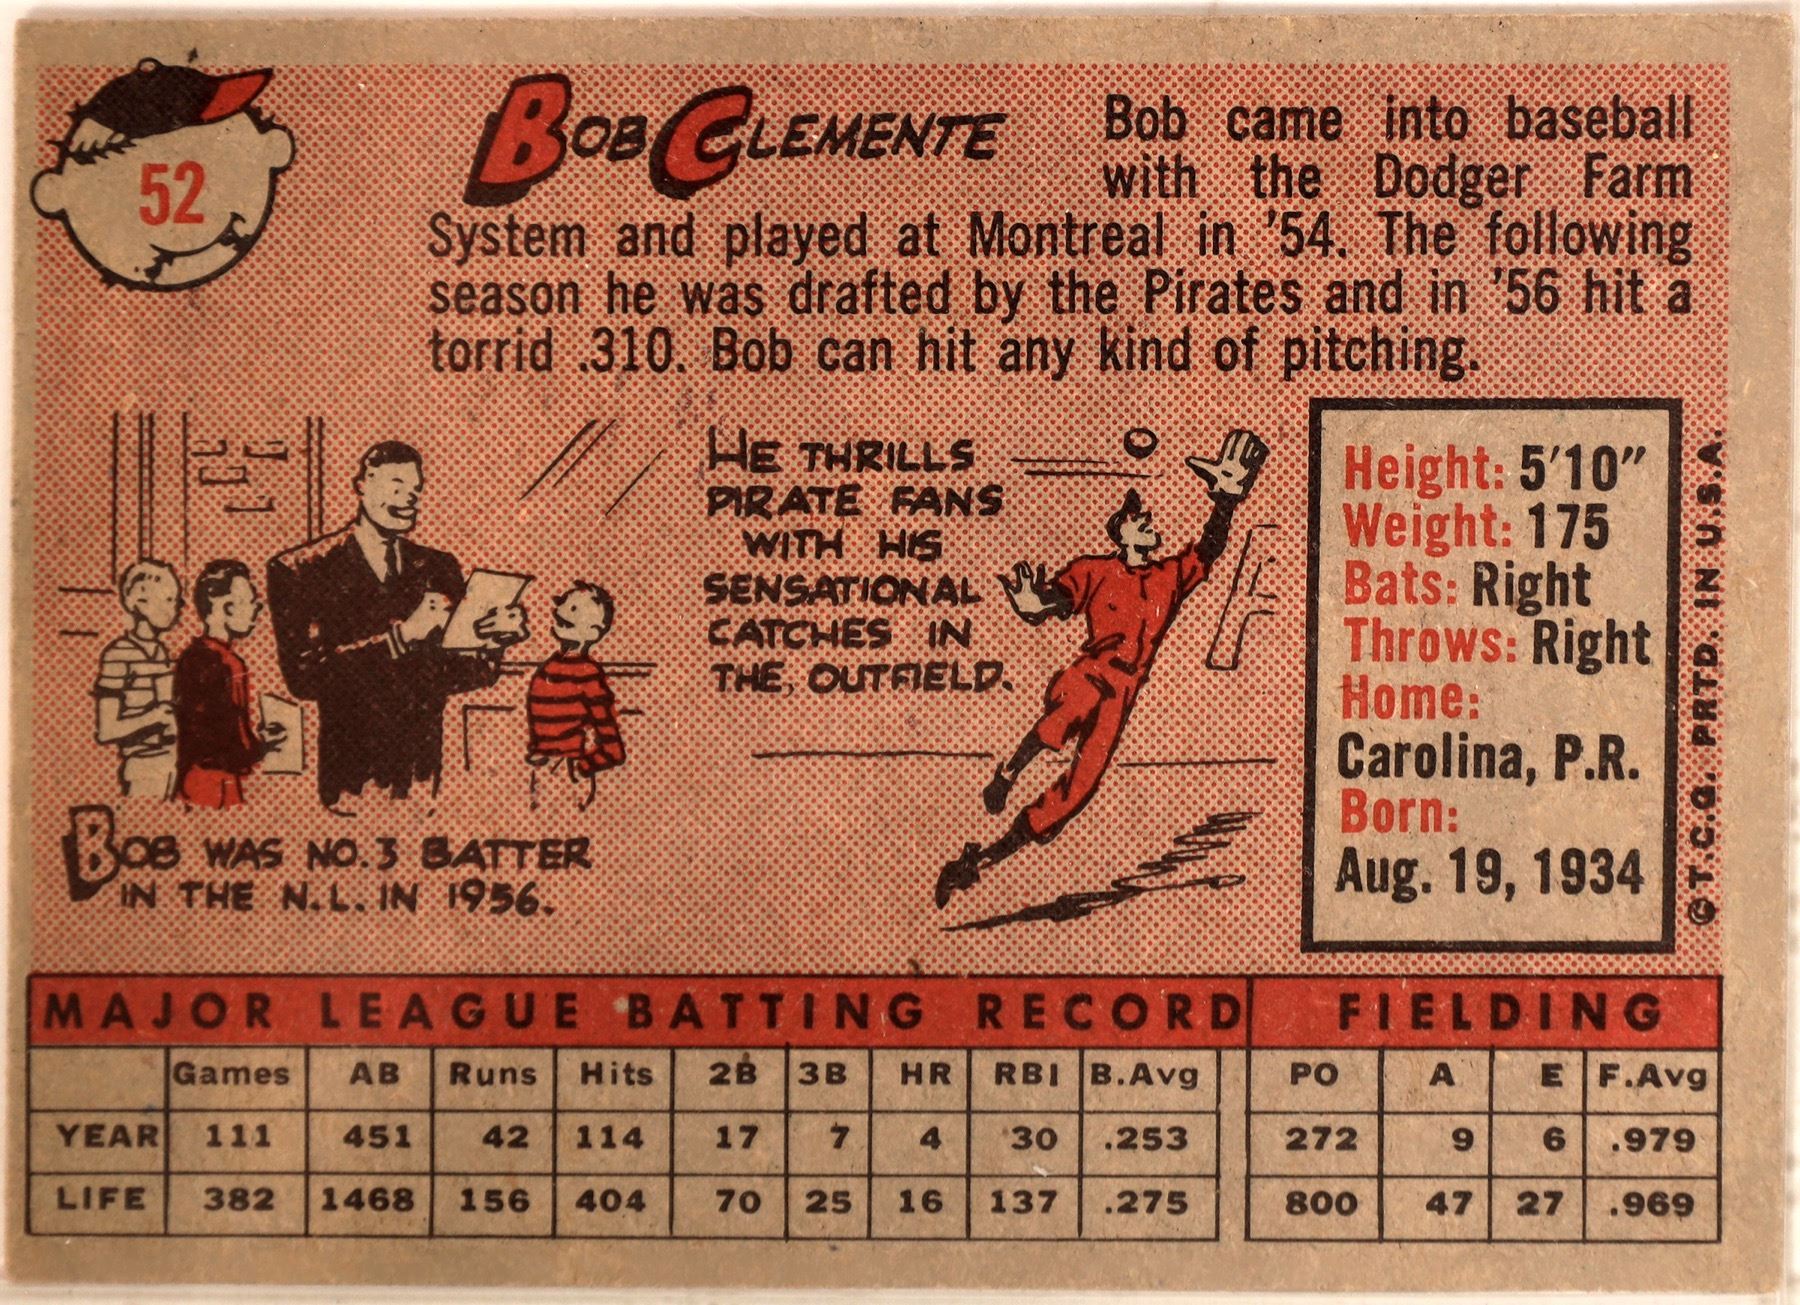 52
BOB CLEMENTE
Bob came into baseball
with the Dodger Farm
System and played at Montreal in '54. The following
season he was drafted by the Pirates and in '56 hit a
torrid .310. Bob can hit any kind of pitching.
BOB WAS NO. 3 BATTER
IN THE N.L. IN 1956.
HE THRILLS
PIRATE FANS
WITH HIS
SENSATIONAL
CATCHES IN
THE OUTFIELD.
Height: 5'10"
Weight: 175
Bats: Right
Throws: Right
Home:
Carolina, P.R.
Born:
Aug. 19, 1934
© T.C.G. PRTD. IN U.S.A.
MAJOR LEAGUE BATTING RECORD FIELDING
Games AB Runs Hits 2B 3B HR RBI B.Avg PO A E F.Avg
YEAR 111 451 42 114 17 7 4 30 .253 272 9 6 .979
LIFE 382 1468 156 404 70 25 16 137 .275 800 47 27 .969